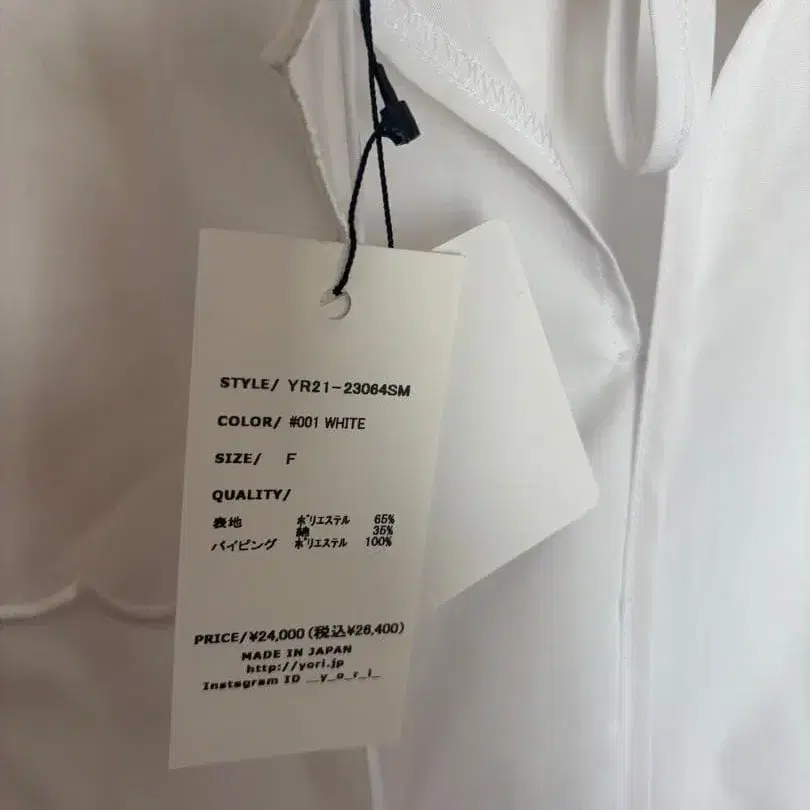 STYLE/ YR21-23064SM
COLOR/ #001 WHITE
SIZE/ F
QUALITY/
表地 ポリエステル 65%
綿 35%
パイピング ポリエステル 100%
PRICE/¥24,000(税込¥26,400)
MADE IN JAPAN
http://yori.jp
Instagram ID __y_o_r_i_